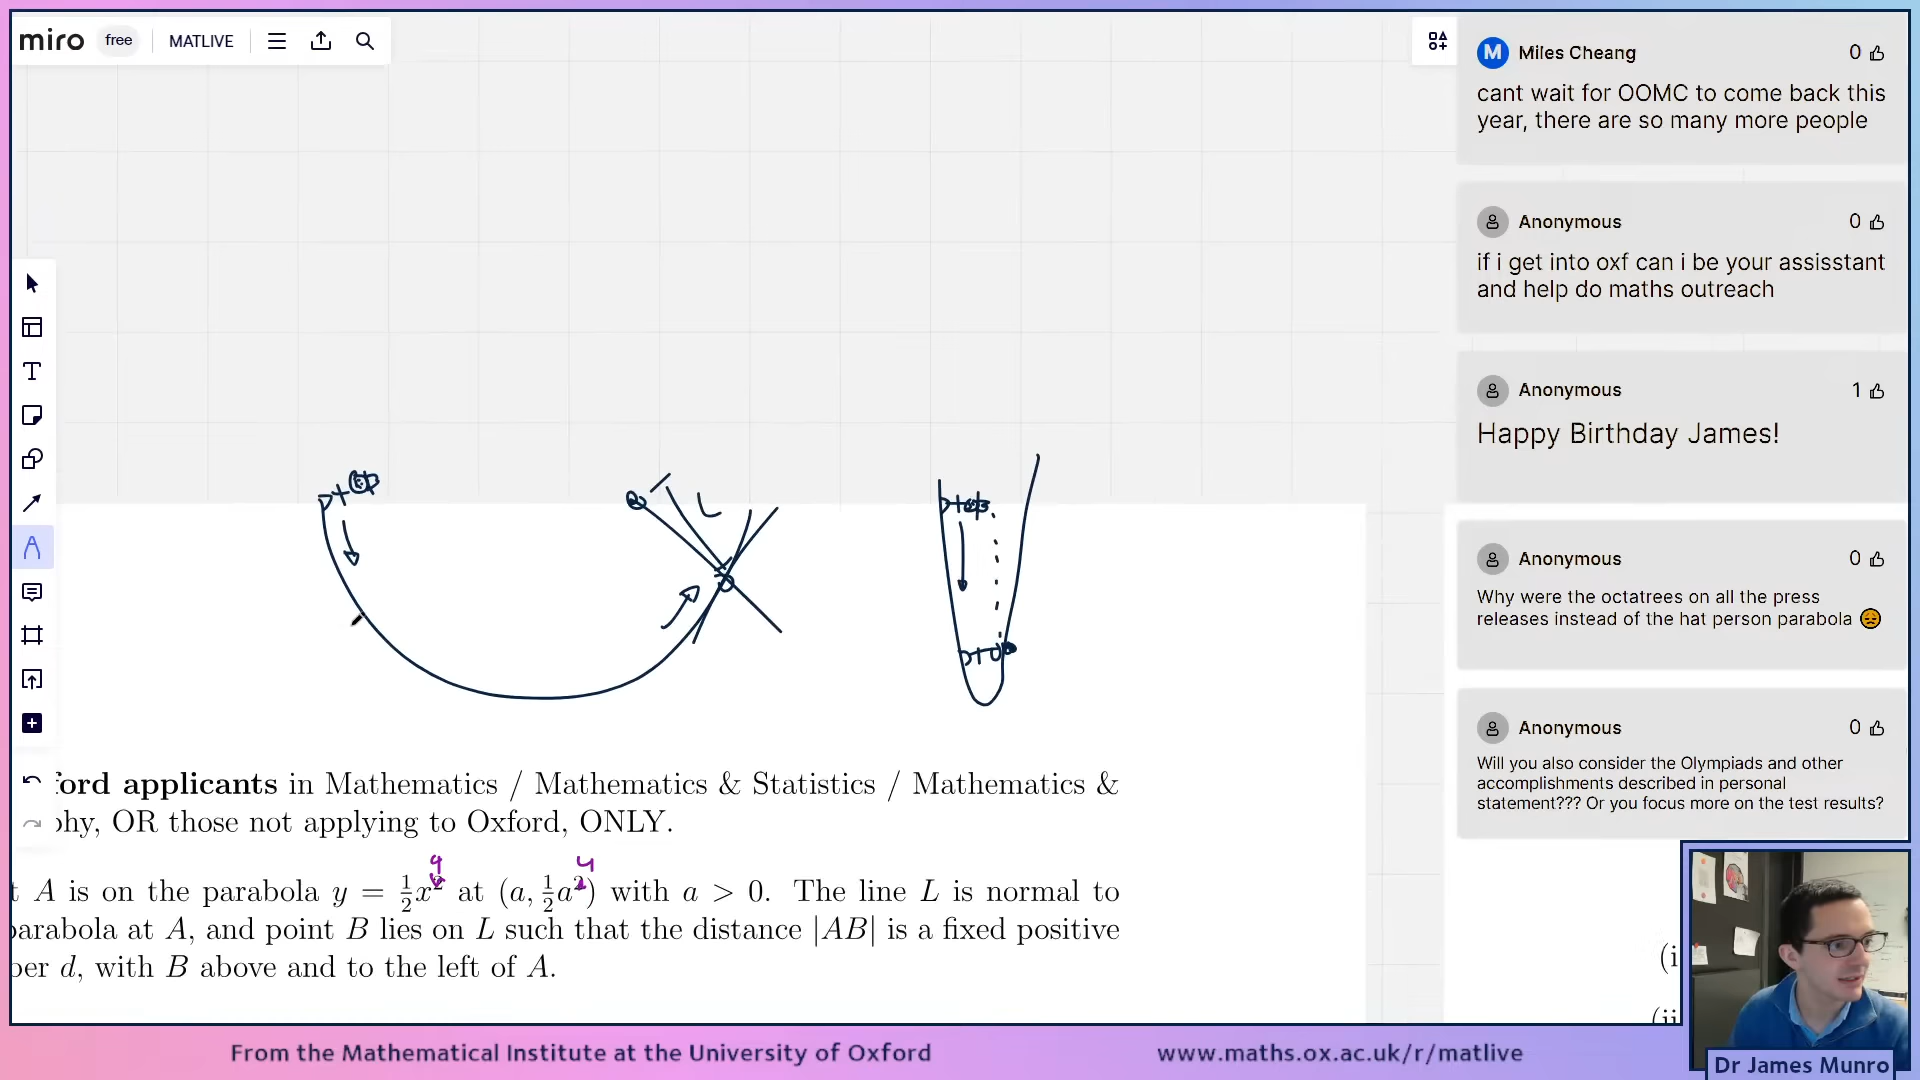 miro free MATLIVE
L
ford applicants in Mathematics / Mathematics & Statistics / Mathematics &
phy, OR those not applying to Oxford, ONLY.
9 4
t A is on the parabola y = ½x² at (a, ½a²) with a > 0. The line L is normal to
parabola at A, and point B lies on L such that the distance |AB| is a fixed positive
ber d, with B above and to the left of A.
M Miles Cheang 0
cant wait for OOMC to come back this
year, there are so many more people
Anonymous 0
if i get into oxf can i be your assisstant
and help do maths outreach
Anonymous 1
Happy Birthday James!
Anonymous 0
Why were the octatrees on all the press
releases instead of the hat person parabola 😞
Anonymous 0
Will you also consider the Olympiads and other
accomplishments described in personal
statement??? Or you focus more on the test results?
(i
(ii
Dr James Munro
From the Mathematical Institute at the University of Oxford www.maths.ox.ac.uk/r/matlive